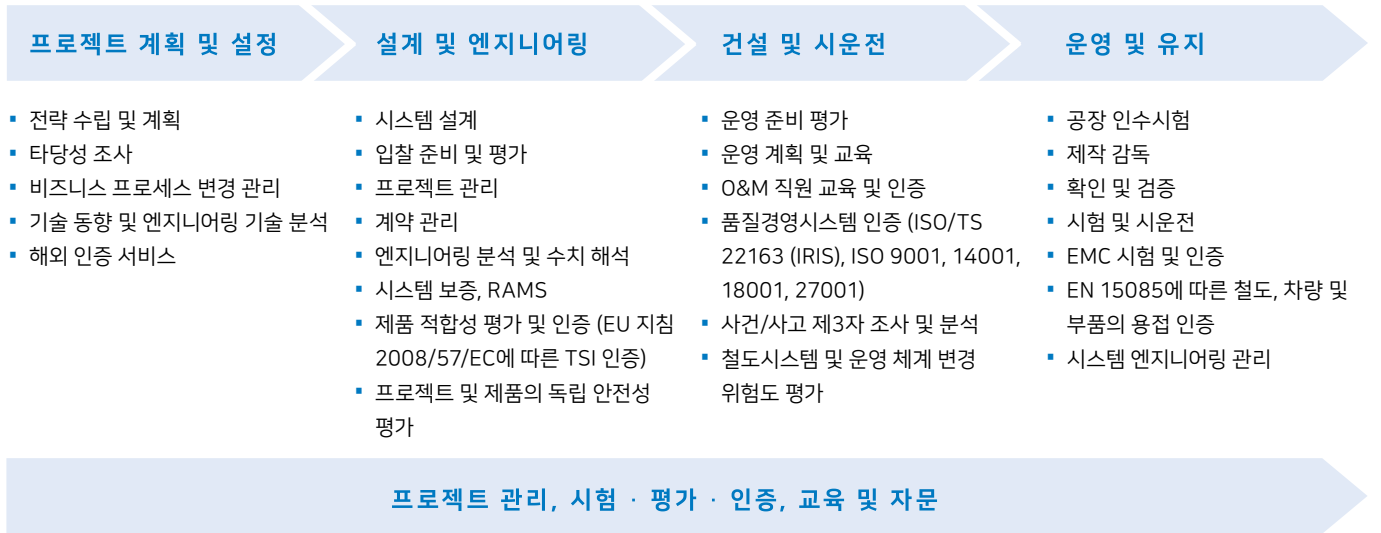 프로젝트 계획 및 설정
설계 및 엔지니어링
건설 및 시운전
운영 및 유지
▪ 전략 수립 및 계획
▪ 타당성 조사
▪ 비즈니스 프로세스 변경 관리
▪ 기술 동향 및 엔지니어링 기술 분석
▪ 해외 인증 서비스
▪ 시스템 설계
▪ 입찰 준비 및 평가
▪ 프로젝트 관리
▪ 계약 관리
▪ 엔지니어링 분석 및 수치 해석
▪ 시스템 보증, RAMS
▪ 제품 적합성 평가 및 인증 (EU 지침
2008/57/EC에 따른 TSI 인증)
▪ 프로젝트 및 제품의 독립 안전성
평가
▪ 운영 준비 평가
▪ 운영 계획 및 교육
▪ O&M 직원 교육 및 인증
▪ 품질경영시스템 인증 (ISO/TS
22163 (IRIS), ISO 9001, 14001,
18001, 27001)
▪ 사건/사고 제3자 조사 및 분석
▪ 철도시스템 및 운영 체계 변경
위험도 평가
▪ 공장 인수시험
▪ 제작 감독
▪ 확인 및 검증
▪ 시험 및 시운전
▪ EMC 시험 및 인증
▪ EN 15085에 따른 철도, 차량 및
부품의 용접 인증
▪ 시스템 엔지니어링 관리
프로젝트 관리, 시험 · 평가 · 인증, 교육 및 자문